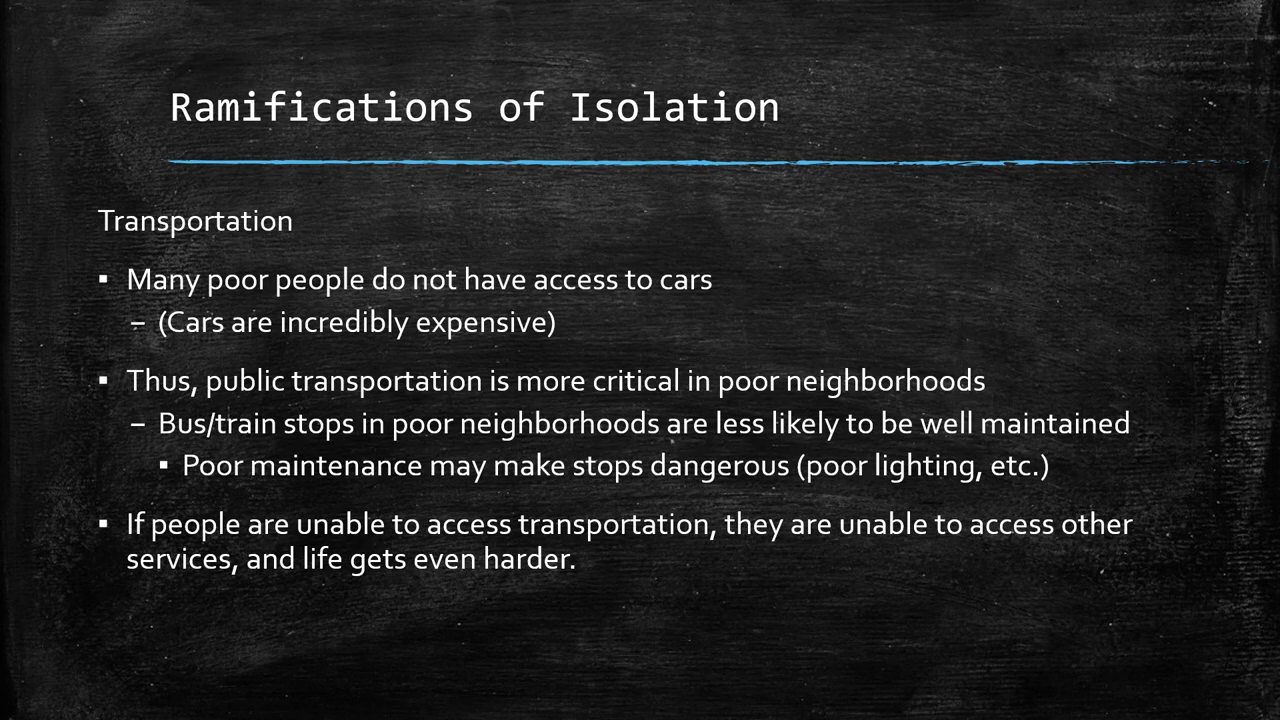 Ramifications of Isolation
Transportation
▪ Many poor people do not have access to cars
– (Cars are incredibly expensive)
▪ Thus, public transportation is more critical in poor neighborhoods
– Bus/train stops in poor neighborhoods are less likely to be well maintained
▪ Poor maintenance may make stops dangerous (poor lighting, etc.)
▪ If people are unable to access transportation, they are unable to access other
services, and life gets even harder.